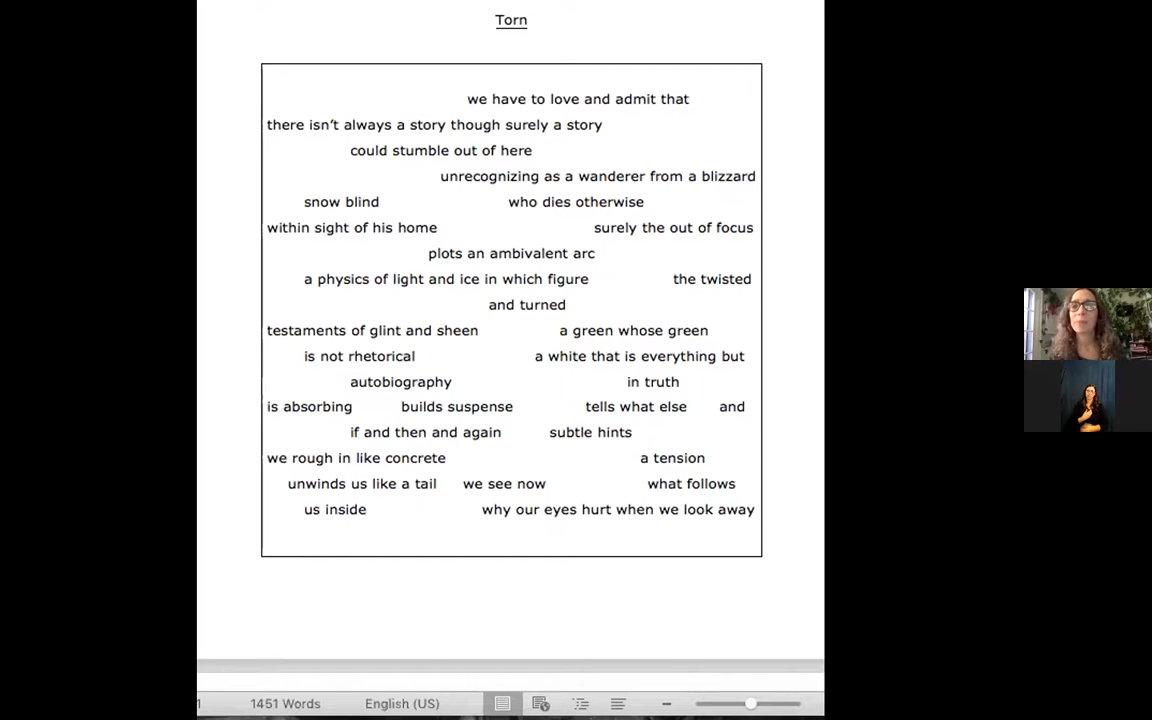 Torn
we have to love and admit that
there isn't always a story though surely a story
could stumble out of here
unrecognizing as a wanderer from a blizzard
snow blind who dies otherwise
within sight of his home surely the out of focus
plots an ambivalent arc
a physics of light and ice in which figure the twisted
and turned
testaments of glint and sheen a green whose green
is not rhetorical a white that is everything but
autobiography in truth
is absorbing builds suspense tells what else and
if and then and again subtle hints
we rough in like concrete a tension
unwinds us like a tail we see now what follows
us inside why our eyes hurt when we look away
1 1451 Words English (US)